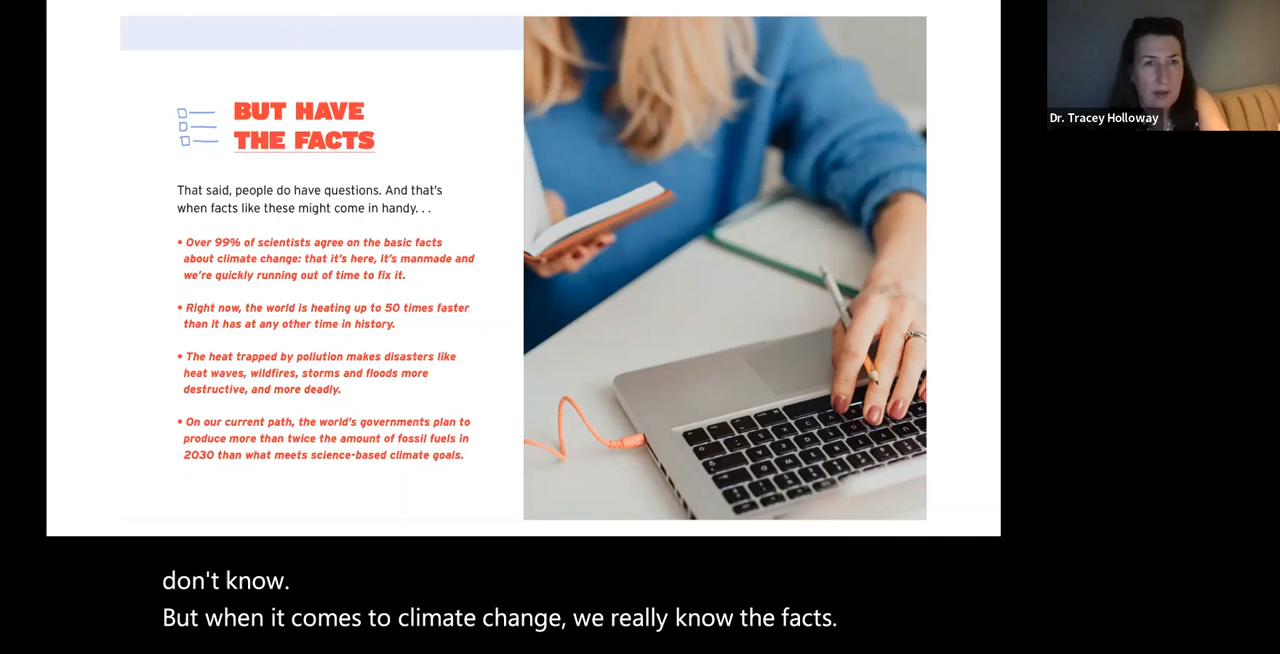 BUT HAVE
THE FACTS
That said, people do have questions. And that's
when facts like these might come in handy. . .
• Over 99% of scientists agree on the basic facts
about climate change: that it's here, it's manmade and
we're quickly running out of time to fix it.
• Right now, the world is heating up to 50 times faster
than it has at any other time in history.
• The heat trapped by pollution makes disasters like
heat waves, wildfires, storms and floods more
destructive, and more deadly.
• On our current path, the world's governments plan to
produce more than twice the amount of fossil fuels in
2030 than what meets science-based climate goals.
Dr. Tracey Holloway
don't know.
But when it comes to climate change, we really know the facts.